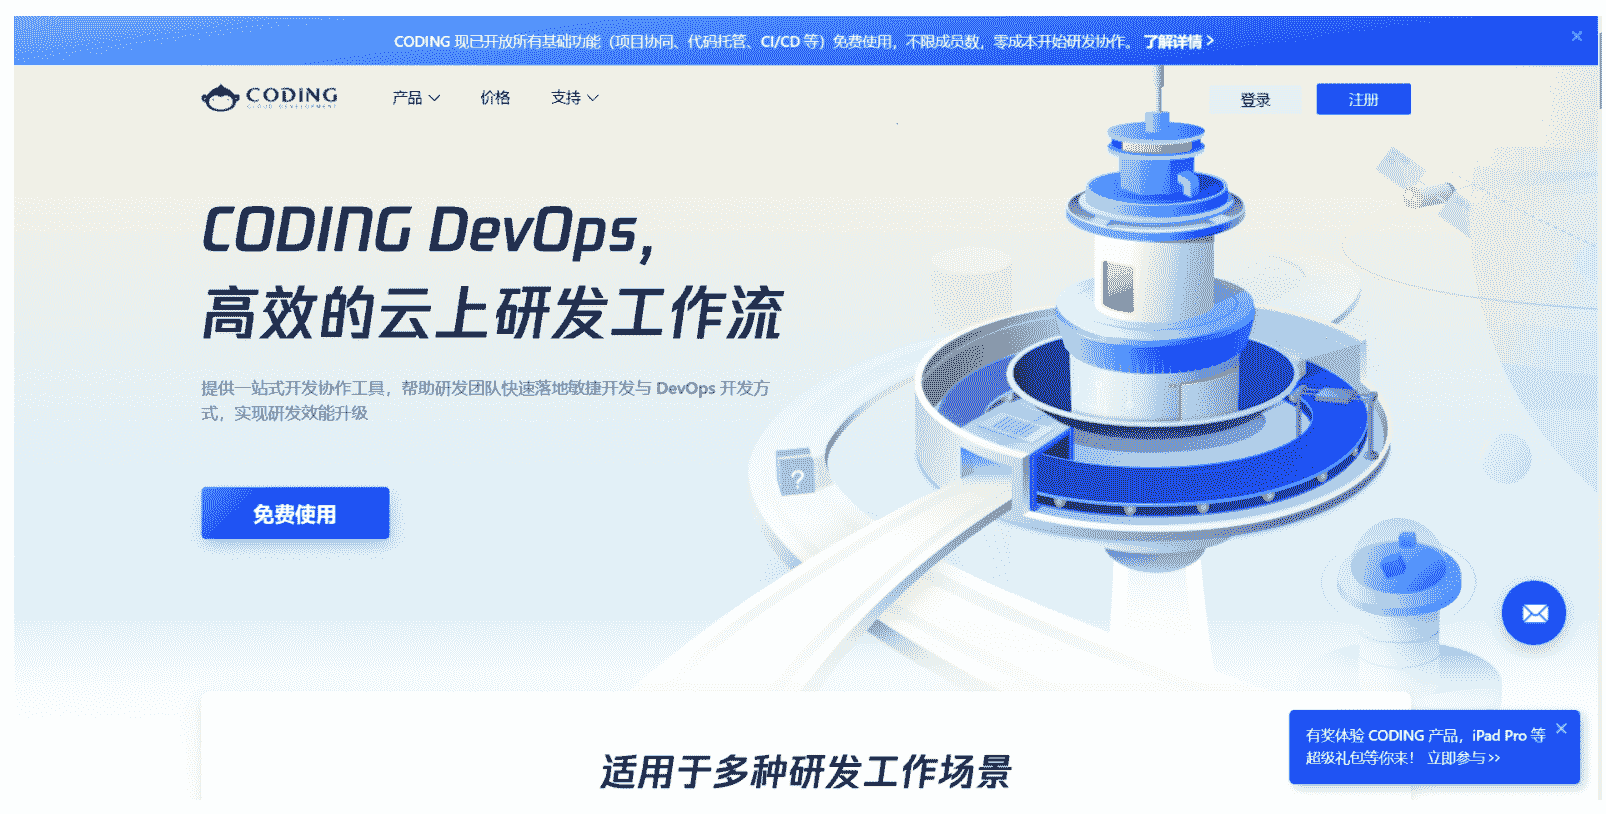 CODING 现已开放所有基础功能（项目协同、代码托管、CI/CD 等）免费使用，不限成员数，零成本开始研发协作。 了解详情 >
CODING
CLOUD DEVELOPMENT
产品 价格 支持 登录 注册
CODING DevOps,
高效的云上研发工作流
提供一站式开发协作工具，帮助研发团队快速落地敏捷开发与 DevOps 开发方
式，实现研发效能升级
?
免费使用
有奖体验 CODING 产品，iPad Pro 等
超级礼包等你来！ 立即参与 >>
适用于多种研发工作场景